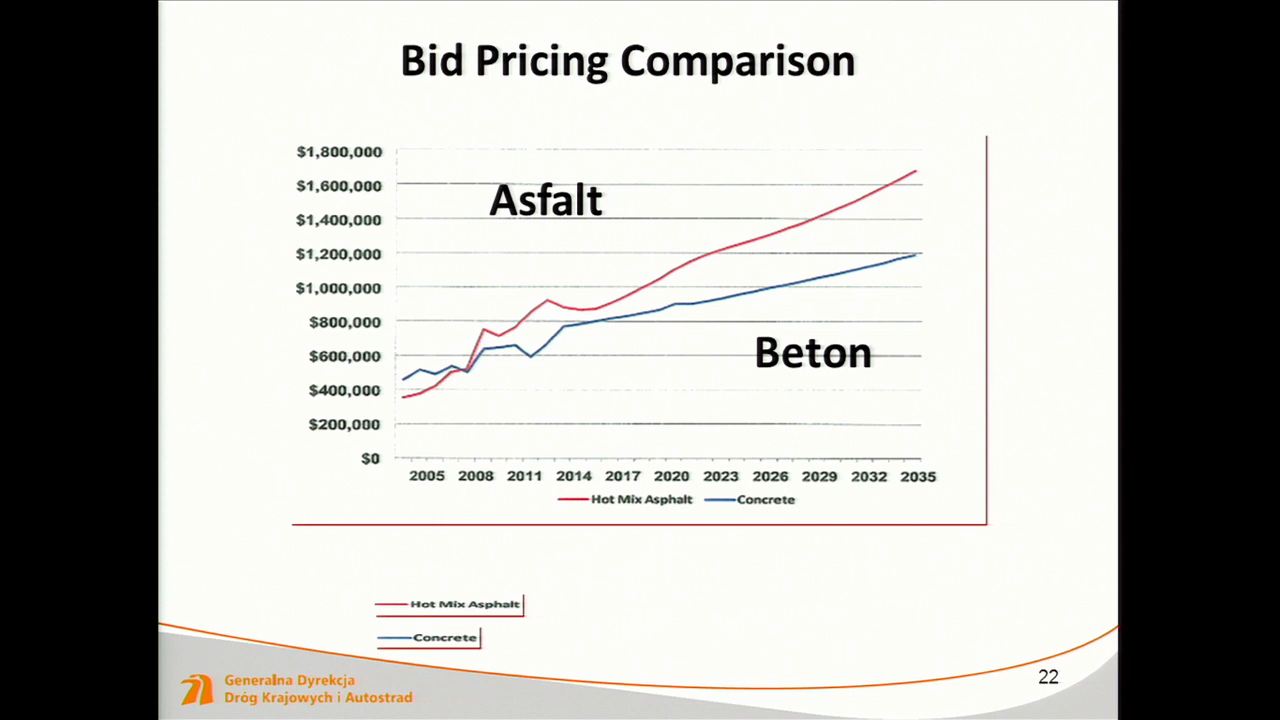 Bid Pricing Comparison
$1,800,000
$1,600,000
$1,400,000
$1,200,000
$1,000,000
$800,000
$600,000
$400,000
$200,000
$0
Asfalt
Beton
2005 2008 2011 2014 2017 2020 2023 2026 2029 2032 2035
Hot Mix Asphalt Concrete
Hot Mix Asphalt
Concrete
Generalna Dyrekcja
Dróg Krajowych i Autostrad
22